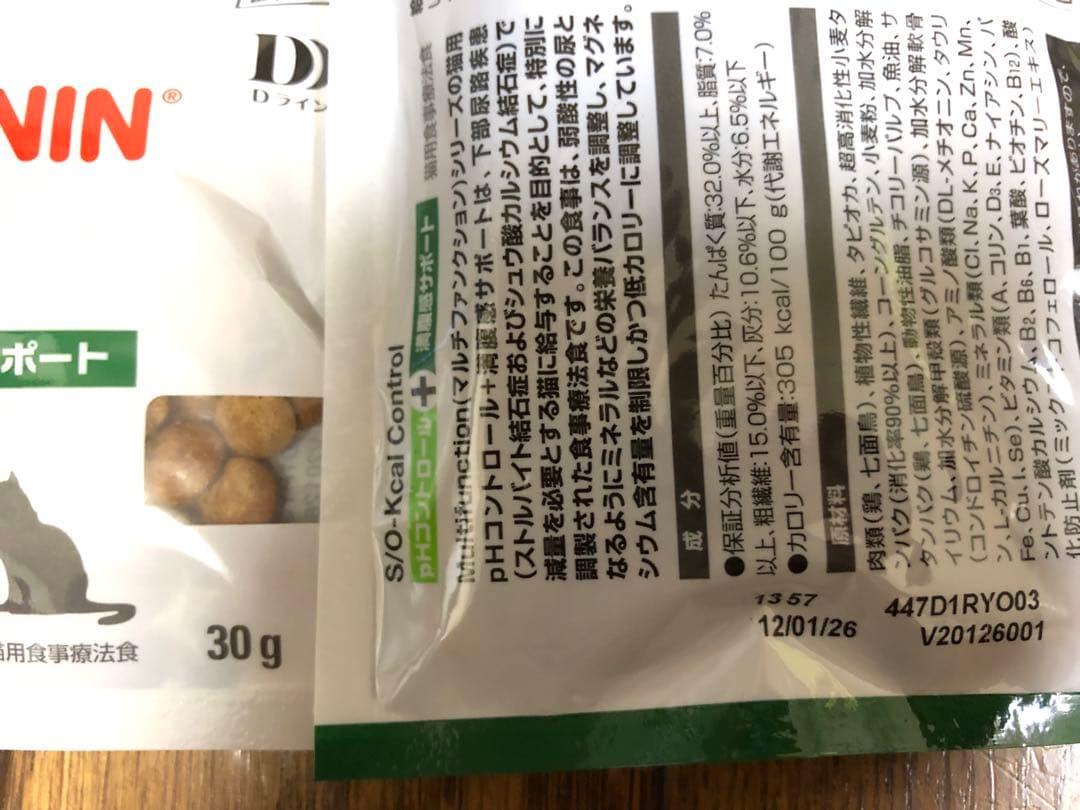 NIN®
D
Dライン
ポート
猫用食事療法食
30g
猫用食事療法食
S/O-Kcal Control
pHコントロール+満腹感サポート
Multifunction(マルチファンクション)シリーズの猫用
pHコントロール+満腹感サポートは、下部尿路疾患
(ストルバイト結石症およびシュウ酸カルシウム結石症)で
減量を必要とする猫に給与することを目的として、特別に
調製された食事療法食です。この食事は、弱酸性の尿と
なるようにミネラルなどの栄養バランスを調整し、マグネ
シウム含有量を制限しかつ低カロリーに調整しています。
成 分
●保証分析値(重量百分比) たんぱく質:32.0%以上、脂質:7.0%
以上、粗繊維:15.0%以下、灰分:10.6%以下、水分:6.5%以下
●カロリー含有量:305 kcal/100 g(代謝エネルギー)
原材料
肉類(鶏、七面鳥)、植物性繊維、タピオカ、超高消化性小麦タ
ンパク(消化率90%以上)、コーングルテン、小麦粉、加水分解
タンパク(鶏、七面鳥)、動物性油脂、チコリーパルプ、魚油、サ
イリウム、加水分解甲殻類(グルコサミン源)、加水分解軟骨
(コンドロイチン硫酸源)、アミノ酸類(DL-メチオニン、タウリ
ン、L-カルニチン)、ミネラル類(Cl、Na、K、P、Ca、Zn、Mn、
Fe、Cu、I、Se)、ビタミン類(A、コリン、D3、E、ナイアシン、パ
ントテン酸カルシウム、B2、B6、B1、葉酸、ビオチン、B12)、酸
化防止剤(ミックストコフェロール、ローズマリーエキス)
13 57
12/01/26
447D1RYO03
V20126001